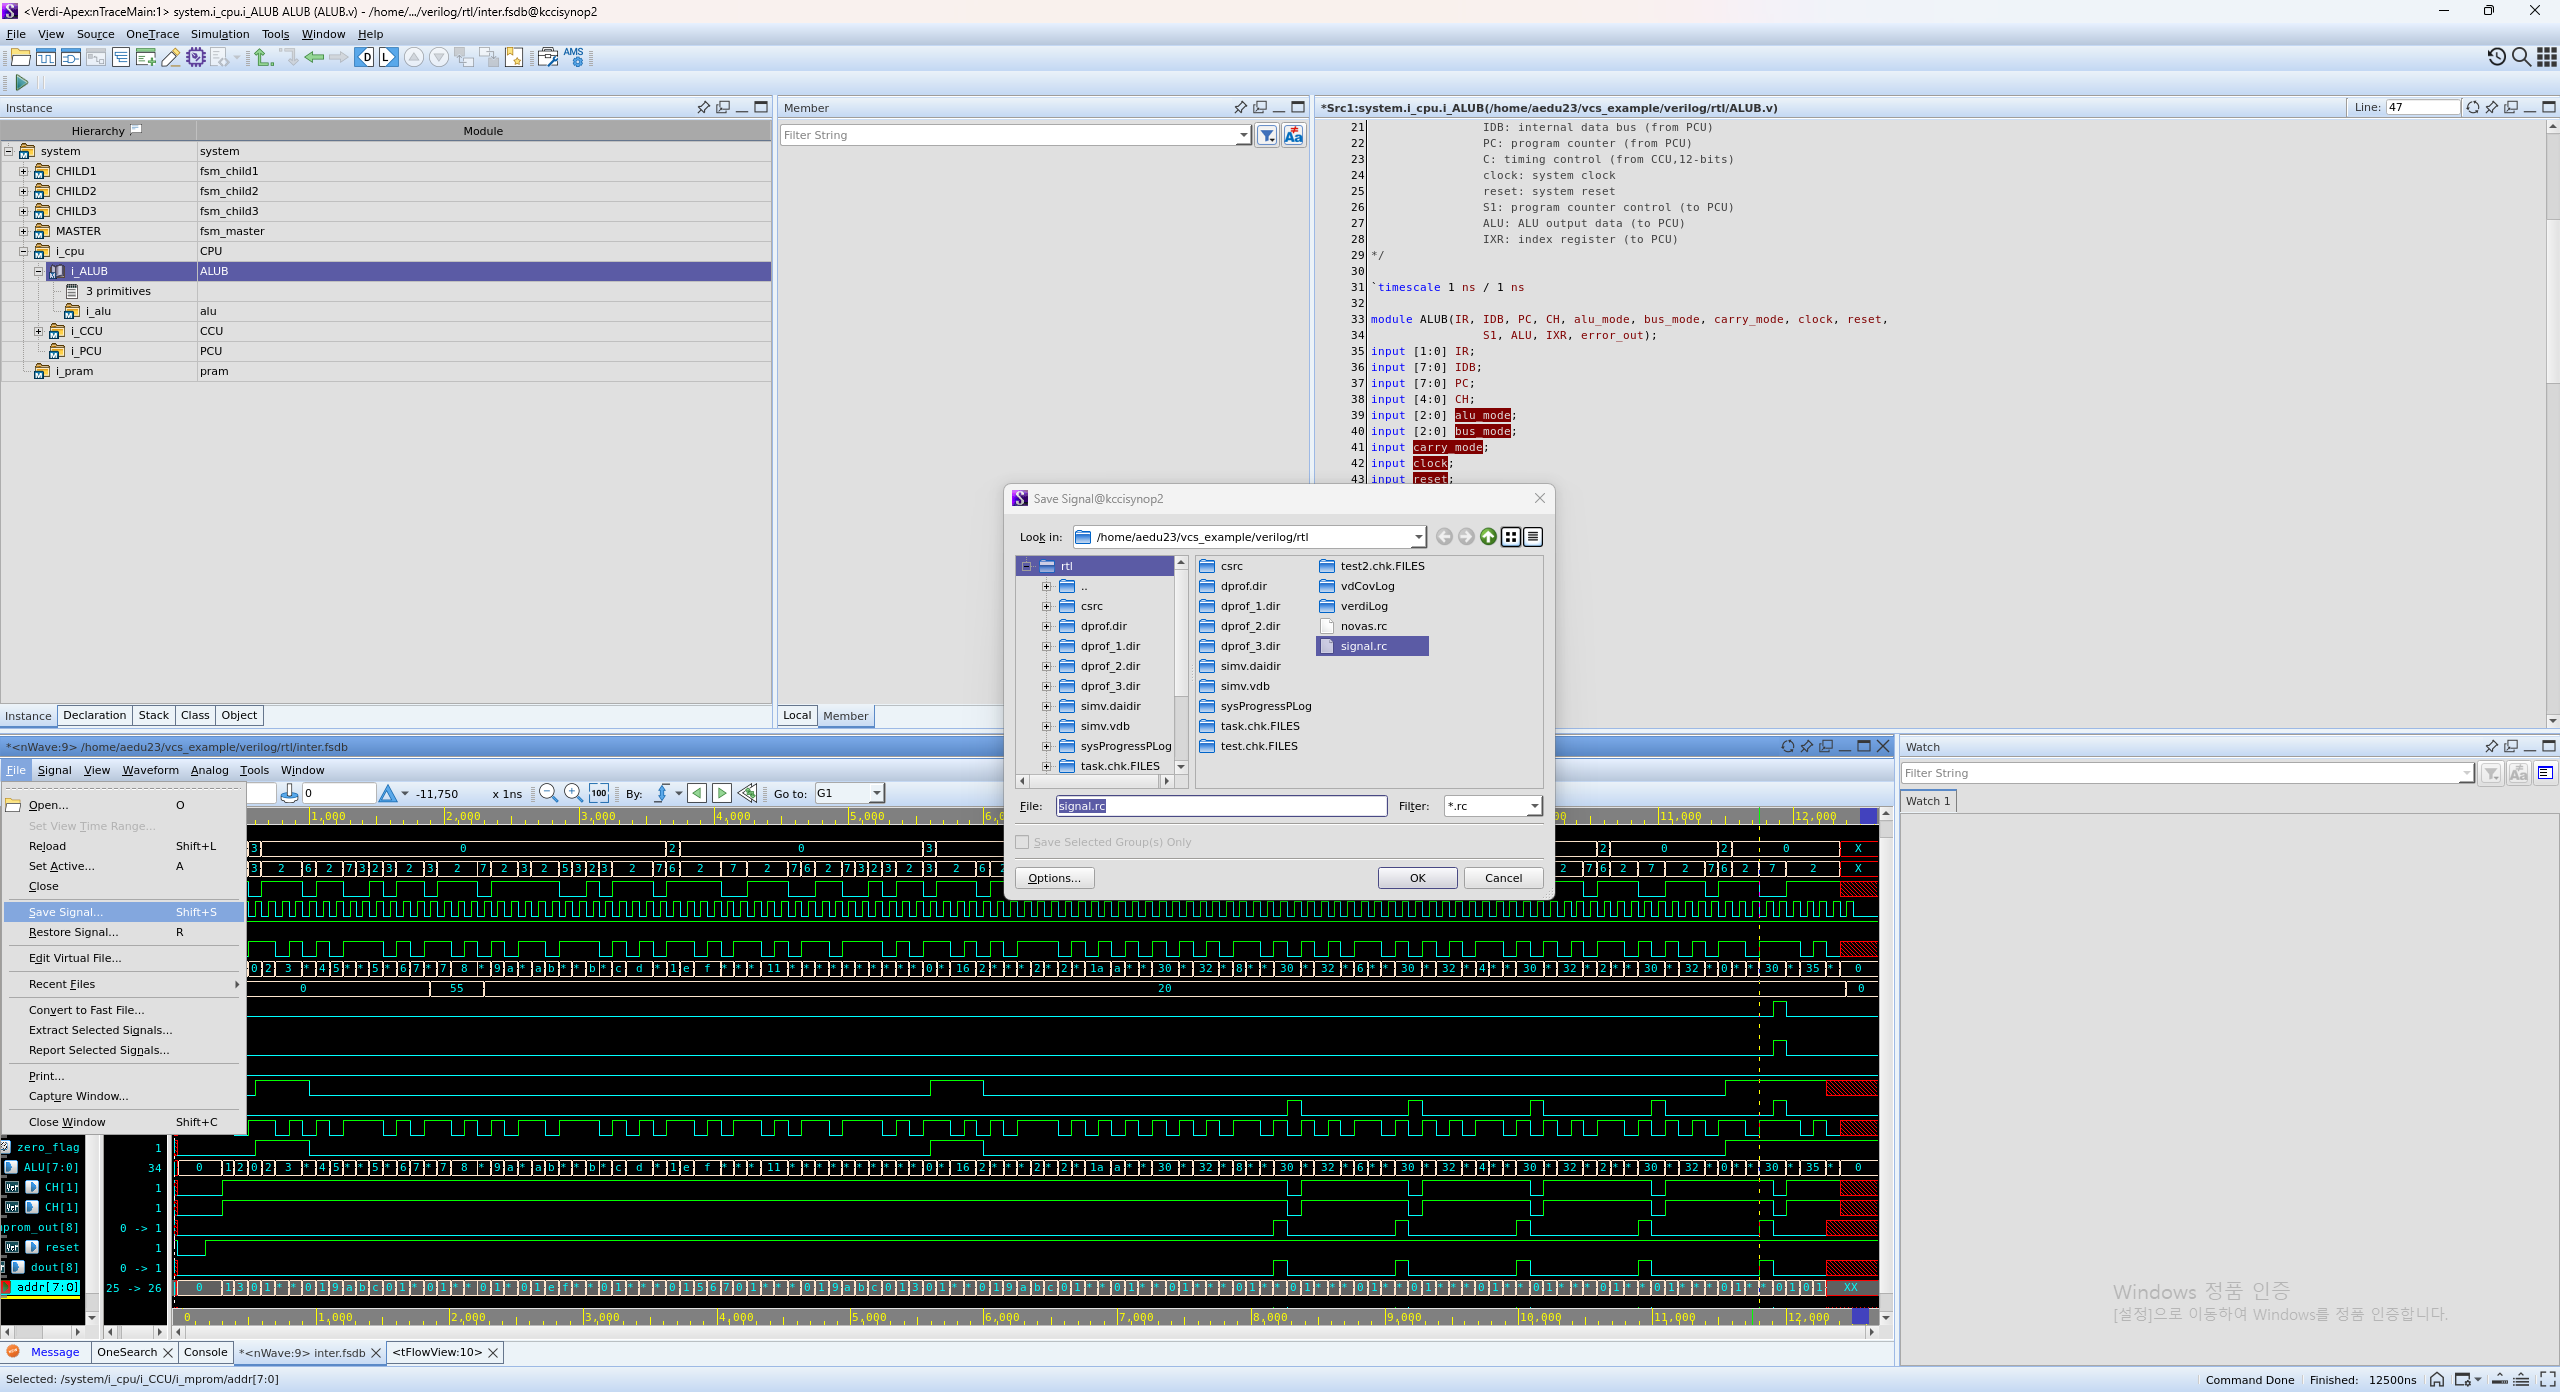 <Verdi-Apex:nTraceMain:1> system.i_cpu.i_ALUB ALUB (ALUB.v) - /home/.../verilog/rtl/inter.fsdb@kccisynop2
File View Source OneTrace Simulation Tools Window Help
AMS
Instance
Hierarchy Module
system system
CHILD1 fsm_child1
CHILD2 fsm_child2
CHILD3 fsm_child3
MASTER fsm_master
i_cpu CPU
i_ALUB ALUB
3 primitives
i_alu alu
i_CCU CCU
i_PCU PCU
i_pram pram
Instance Declaration Stack Class Object
Member
Filter String
Local Member
*Src1:system.i_cpu.i_ALUB(/home/aedu23/vcs_example/verilog/rtl/ALUB.v) Line: 47
21 IDB: internal data bus (from PCU)
22 PC: program counter (from PCU)
23 C: timing control (from CCU,12-bits)
24 clock: system clock
25 reset: system reset
26 S1: program counter control (to PCU)
27 ALU: ALU output data (to PCU)
28 IXR: index register (to PCU)
29 */
30
31 `timescale 1 ns / 1 ns
32
33 module ALUB(IR, IDB, PC, CH, alu_mode, bus_mode, carry_mode, clock, reset,
34 S1, ALU, IXR, error_out);
35 input [1:0] IR;
36 input [7:0] IDB;
37 input [7:0] PC;
38 input [4:0] CH;
39 input [2:0] alu_mode;
40 input [2:0] bus_mode;
41 input carry_mode;
42 input clock;
43 input reset;
Save Signal@kccisynop2
Look in: /home/aedu23/vcs_example/verilog/rtl
rtl
..
csrc
dprof.dir
dprof_1.dir
dprof_2.dir
dprof_3.dir
simv.daidir
simv.vdb
sysProgressPLog
task.chk.FILES
csrc
dprof.dir
dprof_1.dir
dprof_2.dir
dprof_3.dir
simv.daidir
simv.vdb
sysProgressPLog
task.chk.FILES
test.chk.FILES
test2.chk.FILES
vdCovLog
verdiLog
novas.rc
signal.rc
File: signal.rc Filter: *.rc
Save Selected Group(s) Only
Options... OK Cancel
*<nWave:9> /home/aedu23/vcs_example/verilog/rtl/inter.fsdb
File Signal View Waveform Analog Tools Window
0 -11,750 x 1ns 100 By: Go to: G1
Open... O
Set View Time Range...
Reload Shift+L
Set Active... A
Close
Save Signal... Shift+S
Restore Signal... R
Edit Virtual File...
Recent Files
Convert to Fast File...
Extract Selected Signals...
Report Selected Signals...
Print...
Capture Window...
Close Window Shift+C
1,000 2,000 3,000 4,000 5,000 11,000 12,000
zero_flag 1
ALU[7:0] 34
CH[1] 1
CH[1] 1
prom_out[8] 0 -> 1
reset 1
dout[8] 0 -> 1
addr[7:0] 25 -> 26
0 1,000 2,000 3,000 4,000 5,000 6,000 7,000 8,000 9,000 10,000 11,000 12,000
Watch
Filter String
Watch 1
Windows 정품 인증
[설정]으로 이동하여 Windows를 정품 인증합니다.
Message OneSearch Console *<nWave:9> inter.fsdb <tFlowView:10>
Selected: /system/i_cpu/i_CCU/i_mprom/addr[7:0] Command Done Finished: 12500ns